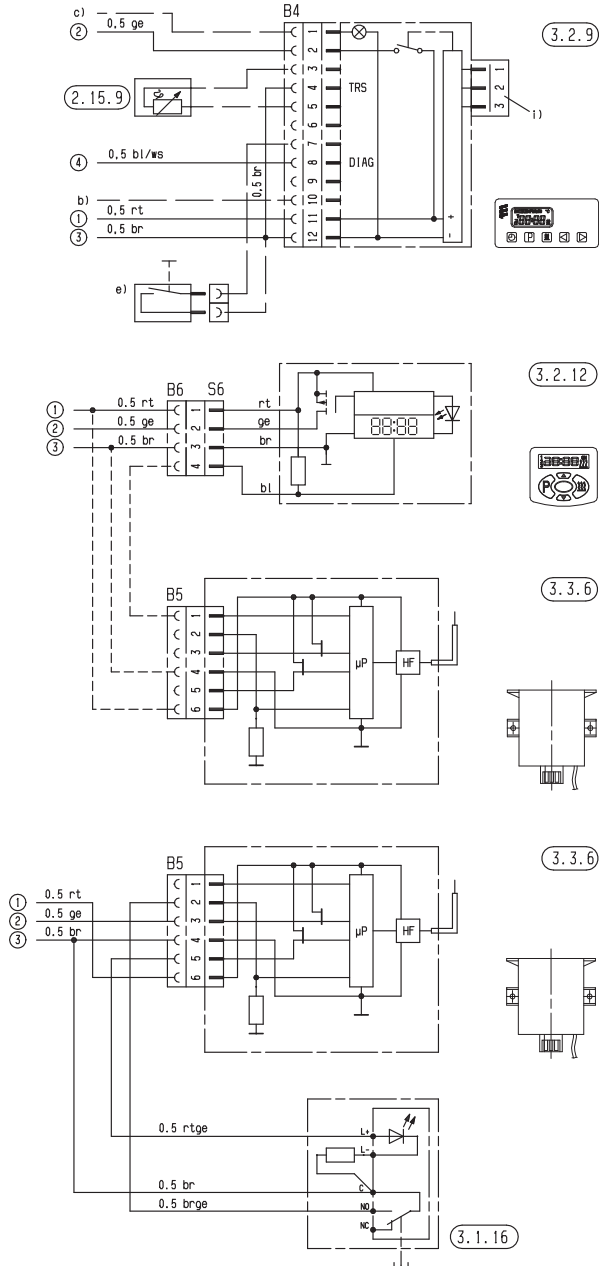 c)
B4
2
0,5 ge
1
2
3
4
5
6
7
8
9
10
11
12
TRS
DIAG
+
-
1
2
3
i)
3.2.9
2.15.9
4
0,5 bl/ws
0,5 br
b)
1
0,5 rt
3
0,5 br
P
e)
3.2.12
B6
S6
1
0.5 rt
2
0.5 ge
3
0.5 br
1
2
3
4
rt
ge
br
bl
88:88
P
B5
1
2
3
4
5
6
µP
HF
3.3.6
B5
1
0.5 rt
2
0.5 ge
3
0.5 br
1
2
3
4
5
6
µP
HF
3.3.6
0.5 rtge
L+
L-
0.5 br
C
0.5 brge
NO
NC
3.1.16